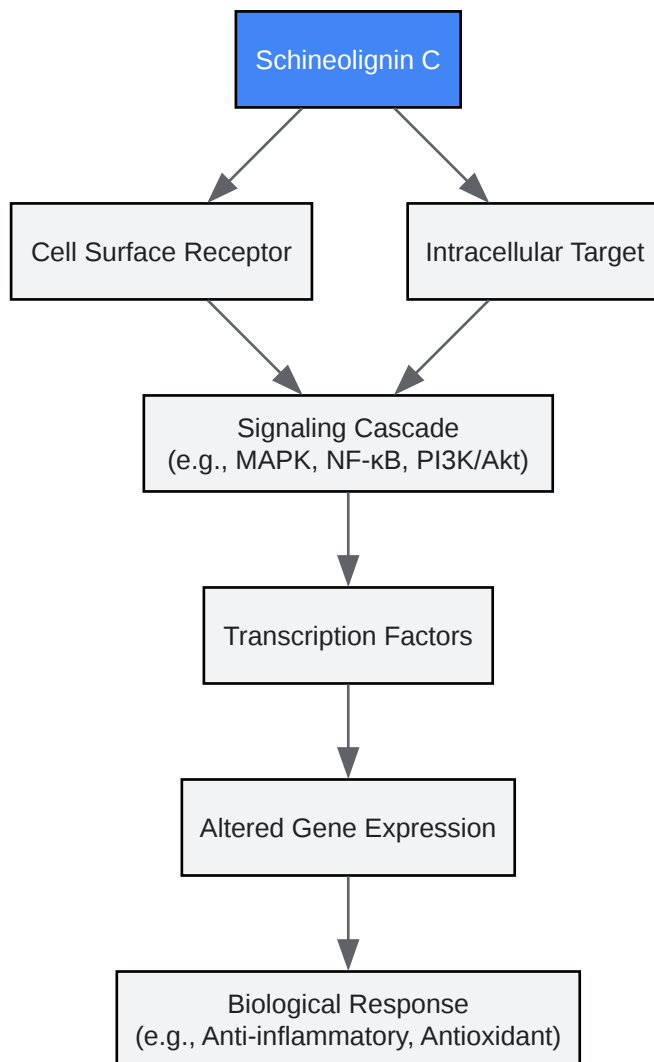 Schineolignin C
Cell Surface Receptor
Intracellular Target
Signaling Cascade
(e.g., MAPK, NF-κB, PI3K/Akt)
Transcription Factors
Altered Gene Expression
Biological Response
(e.g., Anti-inflammatory, Antioxidant)